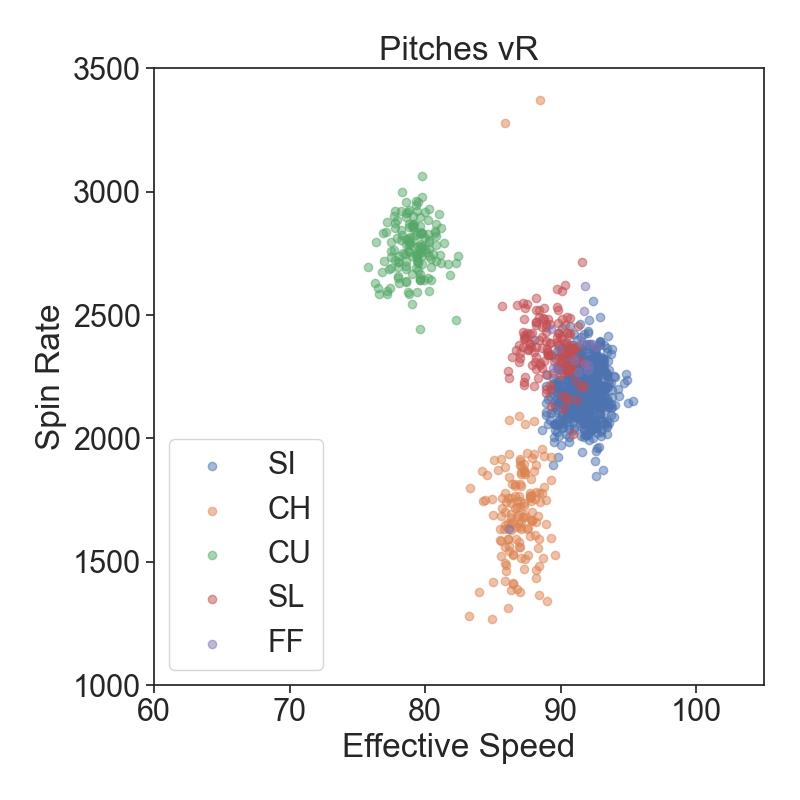 Pitches vR
3500
3000
2500
2000
1500
1000
Spin Rate
SI
CH
CU
SL
FF
60 70 80 90 100
Effective Speed